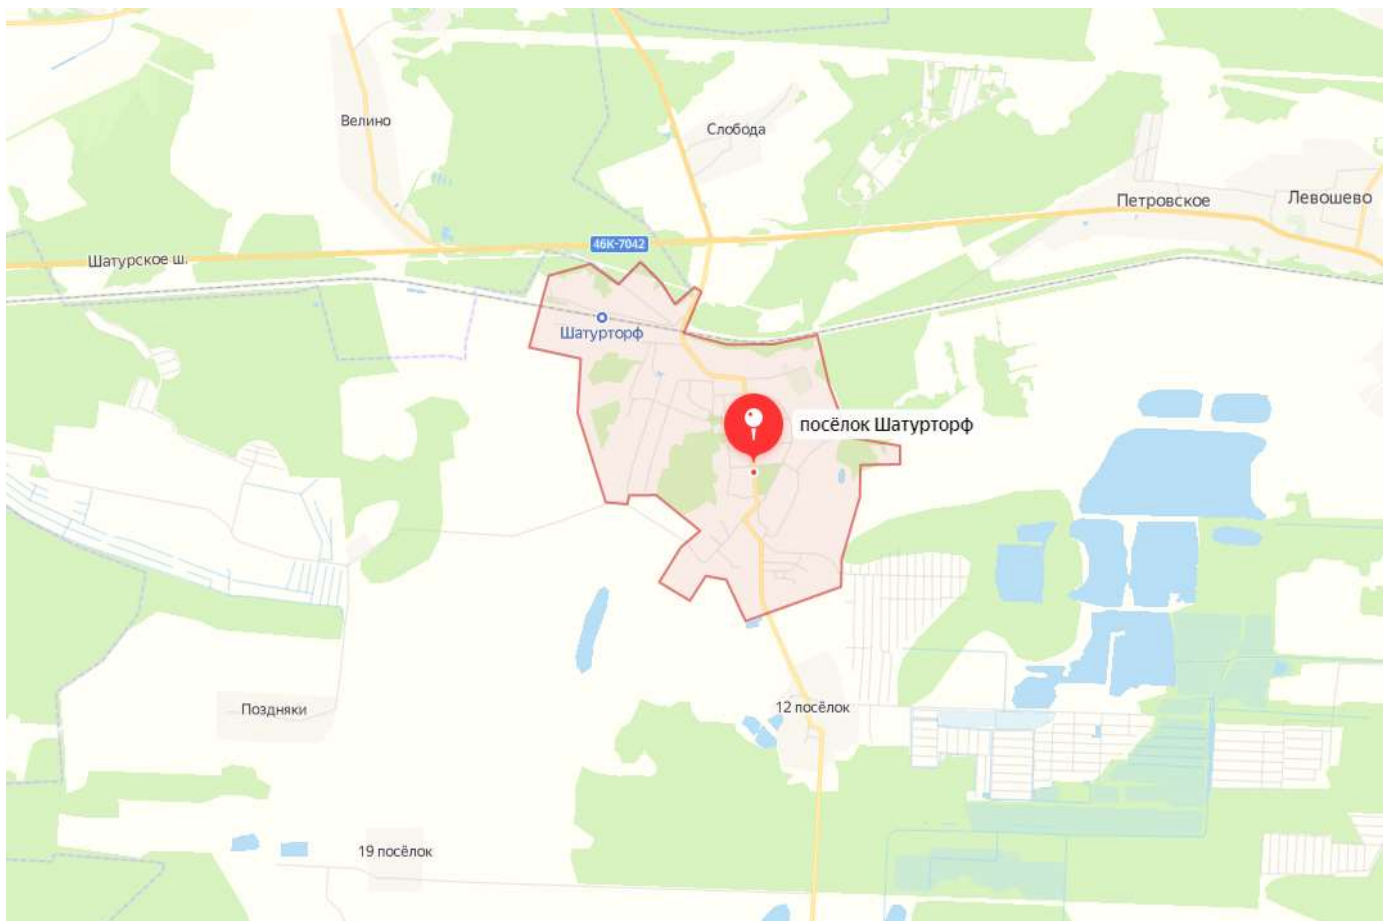 Велино
Слобода
Петровское
Левошево
46К-7042
Шатурское ш.
Шатурторф
посёлок Шатурторф
Поздняки
12 посёлок
19 посёлок